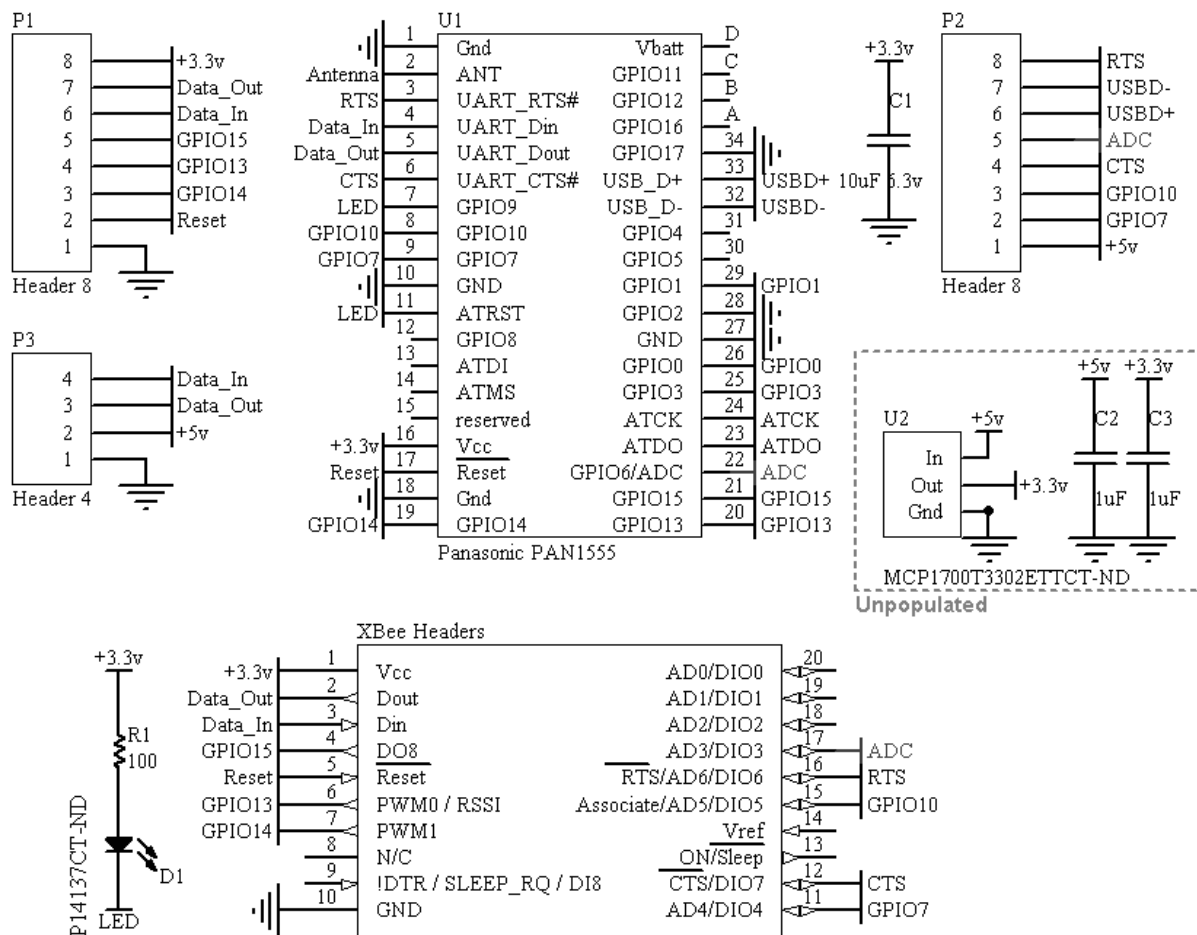 P1
8 +3.3v
7 Data_Out
6 Data_In
5 GPIO15
4 GPIO13
3 GPIO14
2 Reset
1
Header 8
P3
4 Data_In
3 Data_Out
2 +5v
1
Header 4
U1
1 Gnd
Antenna 2 ANT
RTS 3 UART_RTS#
Data_In 4 UART_Din
Data_Out 5 UART_Dout
CTS 6 UART_CTS#
LED 7 GPIO9
GPIO10 8 GPIO10
GPIO7 9 GPIO7
10 GND
LED 11 ATRST
12 GPIO8
13 ATDI
14 ATMS
15 reserved
+3.3v 16 Vcc
Reset 17 Reset
18 Gnd
GPIO14 19 GPIO14
Vbatt D
GPIO11 C
GPIO12 B
GPIO16 A
GPIO17 34
USB_D+ 33 USBD+
USB_D- 32 USBD-
GPIO4 31
GPIO5 30
GPIO1 29 GPIO1
GPIO2 28
GND 27
GPIO0 26 GPIO0
GPIO3 25 GPIO3
ATCK 24 ATCK
ATDO 23 ATDO
GPIO6/ADC 22 ADC
GPIO15 21 GPIO15
GPIO13 20 GPIO13
Panasonic PAN1555
+3.3v
C1
10uF 6.3v
P2
8 RTS
7 USBD-
6 USBD+
5 ADC
4 CTS
3 GPIO10
2 GPIO7
1 +5v
Header 8
U2
+5v
In
Out +3.3v
Gnd
MCP1700T3302ETTCT-ND
+5v
C2
1uF
+3.3v
C3
1uF
Unpopulated
+3.3v
R1
100
D1
P14137CT-ND
LED
XBee Headers
+3.3v 1 Vcc
Data_Out 2 Dout
Data_In 3 Din
GPIO15 4 DO8
Reset 5 Reset
GPIO13 6 PWM0 / RSSI
GPIO14 7 PWM1
8 N/C
9 !DTR / SLEEP_RQ / DI8
10 GND
AD0/DIO0 20
AD1/DIO1 19
AD2/DIO2 18
AD3/DIO3 17 ADC
RTS/AD6/DIO6 16 RTS
Associate/AD5/DIO5 15 GPIO10
Vref 14
ON/Sleep 13
CTS/DIO7 12 CTS
AD4/DIO4 11 GPIO7